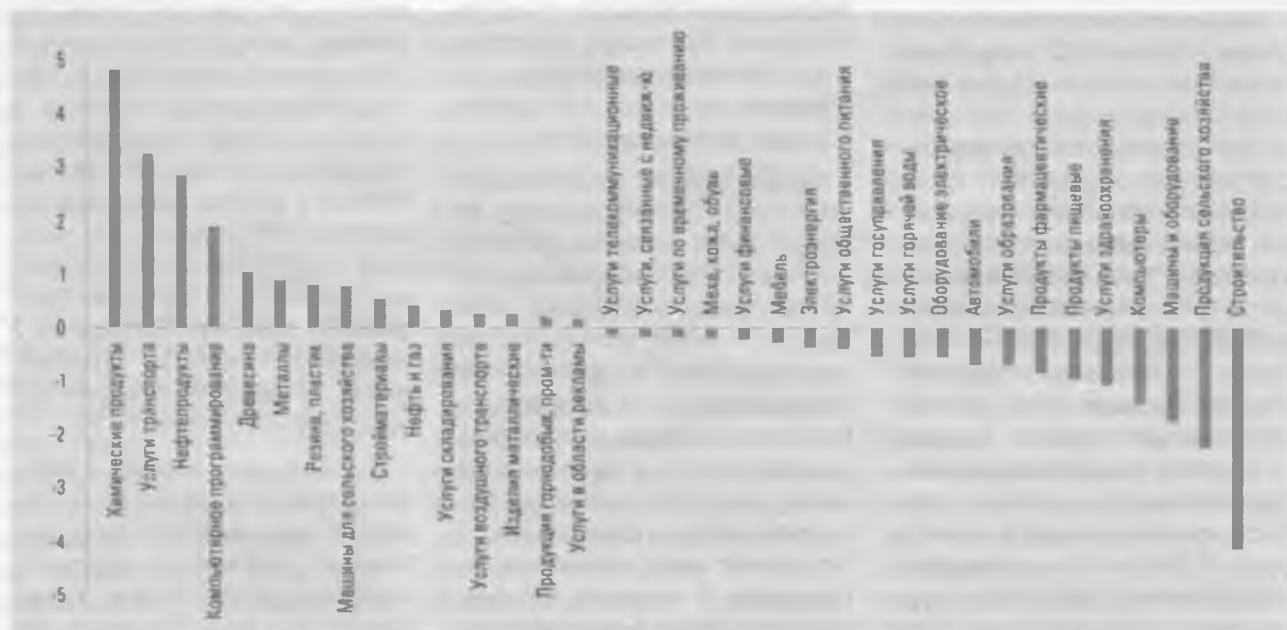 5
4
3
2
1
0
-1
-2
-3
-4
-5
Химические продукты
Услуги транспорта
Нефтепродукты
Компьютерное программирование
Древесина
Металлы
Резина, пластик
Машины для сельского хозяйства
Стройматериалы
Нефть и газ
Услуги складирования
Услуги воздушного транспорта
Изделия металлические
Продукция горнодобыв. пром-ти
Услуги в области рекламы
Услуги телекоммуникационные
Услуги, связанные с недвиж-ю
Услуги по временному проживанию
Меха, кожа, обувь
Услуги финансовые
Мебель
Электроэнергия
Услуги общественного питания
Услуги госуправления
Услуги горячей воды
Оборудование электрическое
Автомобили
Услуги образования
Продукты фармацевтические
Продукты пищевые
Услуги здравоохранения
Компьютеры
Машины и оборудование
Продукция сельского хозяйства
Строительство